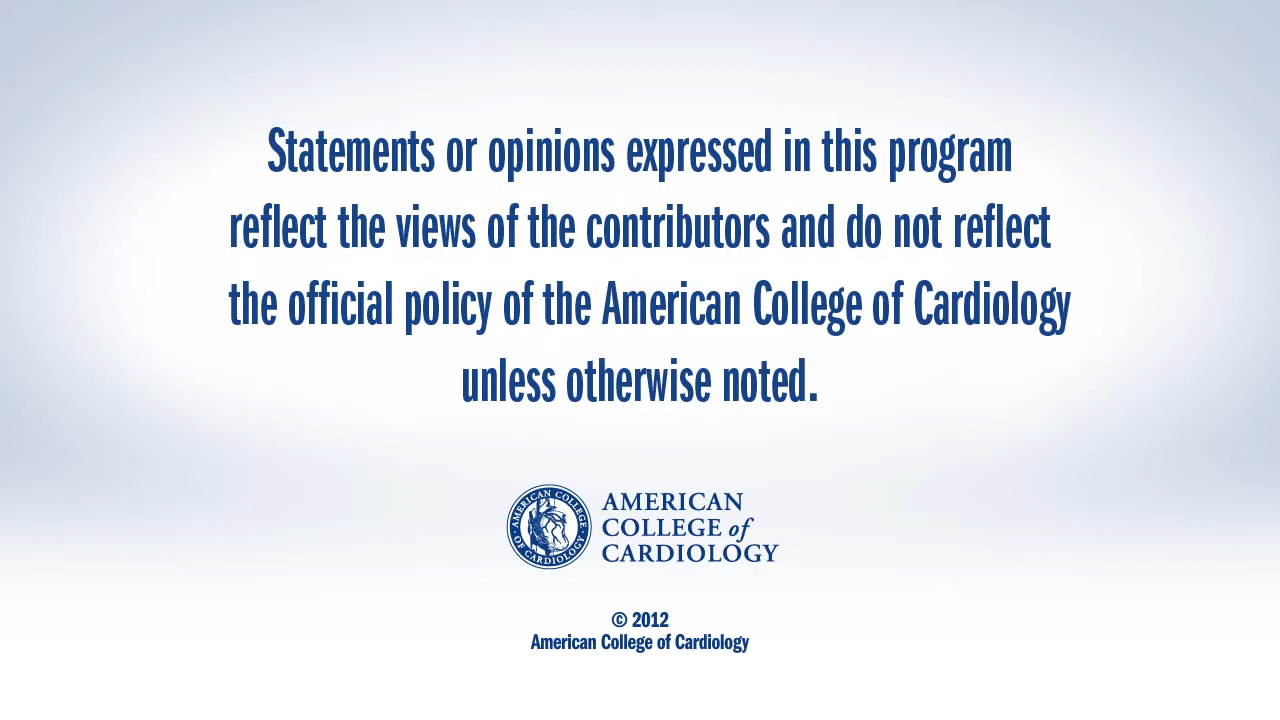 Statements or opinions expressed in this program
reflect the views of the contributors and do not reflect
the official policy of the American College of Cardiology
unless otherwise noted.
AMERICAN COLLEGE
OF CARDIOLOGY
AMERICAN
COLLEGE of
CARDIOLOGY
© 2012
American College of Cardiology